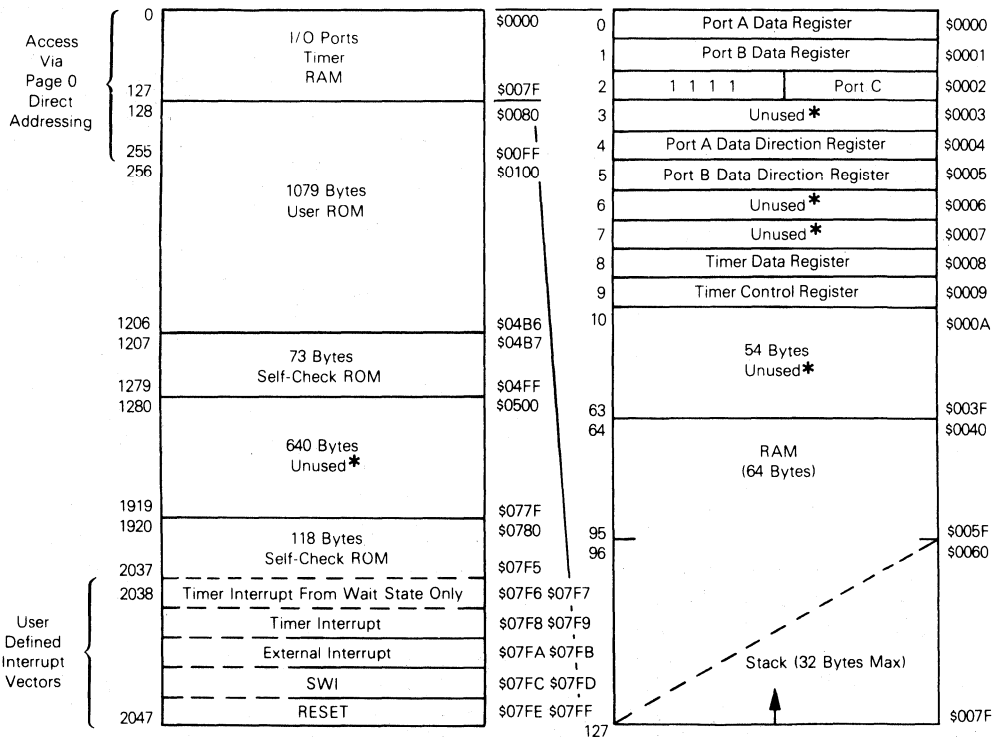 Access
Via
Page 0
Direct
Addressing
0
127
128
255
256
1206
1207
1279
1280
1919
1920
2037
2038
2047
User
Defined
Interrupt
Vectors
I/O Ports
Timer
RAM
1079 Bytes
User ROM
73 Bytes
Self-Check ROM
640 Bytes
Unused*
118 Bytes
Self-Check ROM
Timer Interrupt From Wait State Only
Timer Interrupt
External Interrupt
SWI
RESET
$0000
$007F
$0080
$00FF
$0100
$04B6
$04B7
$04FF
$0500
$077F
$0780
$07F5
$07F6 $07F7
$07F8 $07F9
$07FA $07FB
$07FC $07FD
$07FE $07FF
0 Port A Data Register $0000
1 Port B Data Register $0001
2 1 1 1 1 Port C $0002
3 Unused* $0003
4 Port A Data Direction Register $0004
5 Port B Data Direction Register $0005
6 Unused* $0006
7 Unused* $0007
8 Timer Data Register $0008
9 Timer Control Register $0009
10 $000A
54 Bytes
Unused*
63 $003F
64 $0040
RAM
(64 Bytes)
95 $005F
96 $0060
Stack (32 Bytes Max)
127 $007F